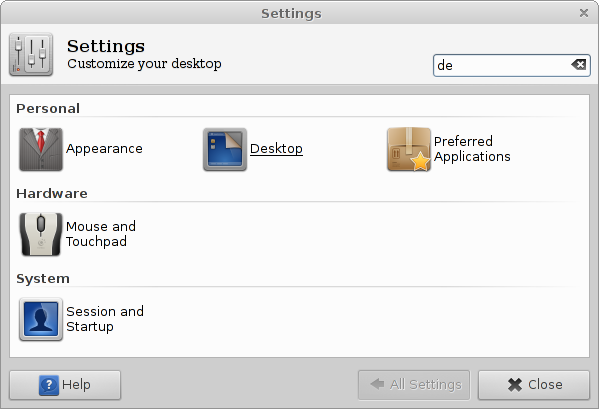 Settings
Settings
Customize your desktop
de
Personal
Appearance
Desktop
Preferred
Applications
Hardware
Mouse and
Touchpad
System
Session and
Startup
Help
All Settings
Close